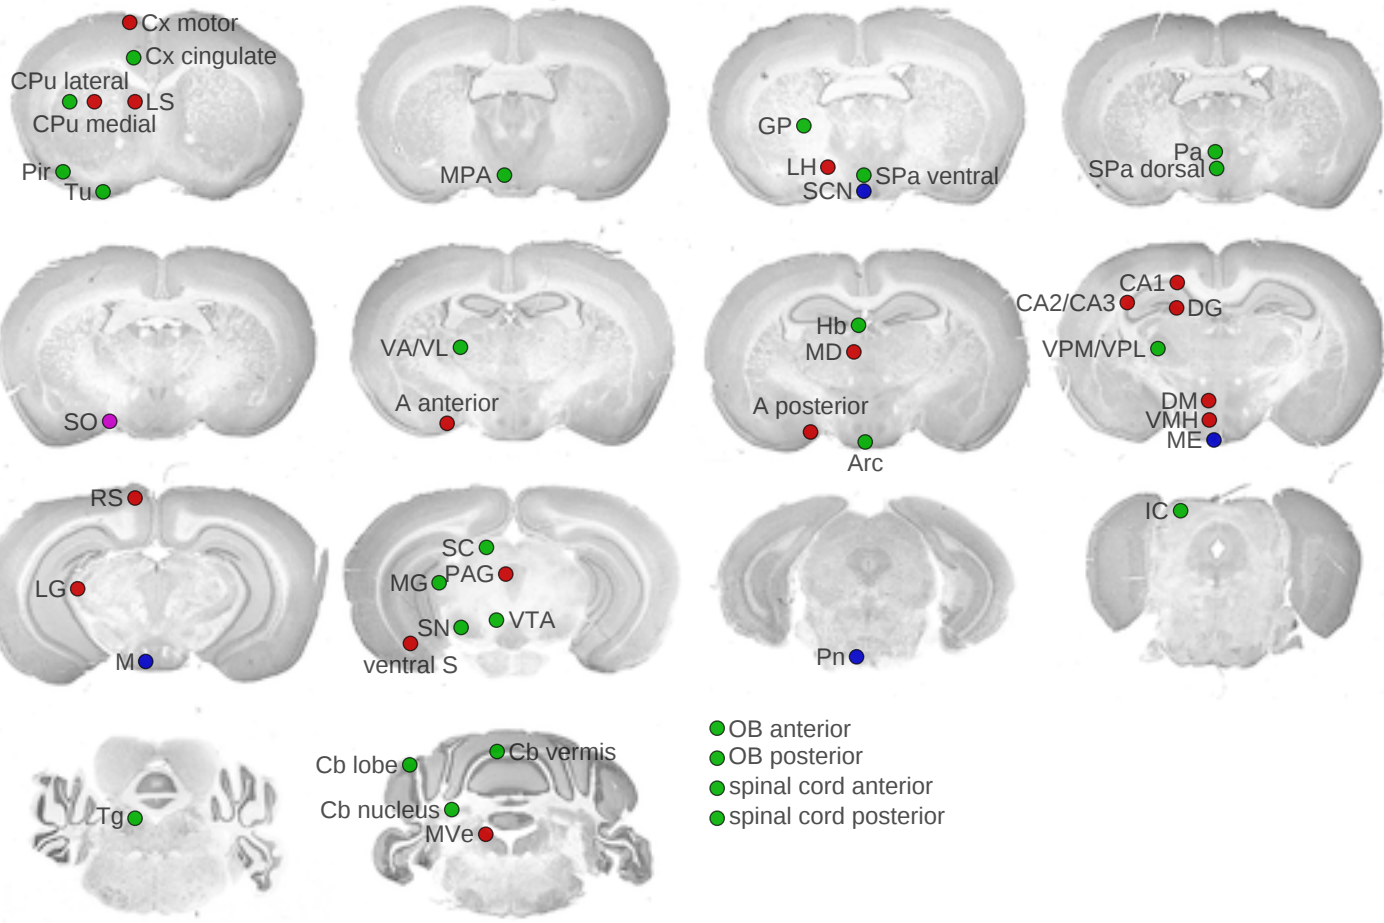 Cx motor
Cx cingulate
CPu lateral
LS
CPu medial
Pir
Tu
MPA
GP
LH
SPa ventral
SCN
Pa
SPa dorsal
SO
VA/VL
A anterior
Hb
MD
A posterior
Arc
CA1
CA2/CA3
DG
VPM/VPL
DM
VMH
ME
RS
LG
M
SC
MG
PAG
SN
VTA
ventral S
Pn
IC
Tg
Cb lobe
Cb vermis
Cb nucleus
MVe
OB anterior
OB posterior
spinal cord anterior
spinal cord posterior